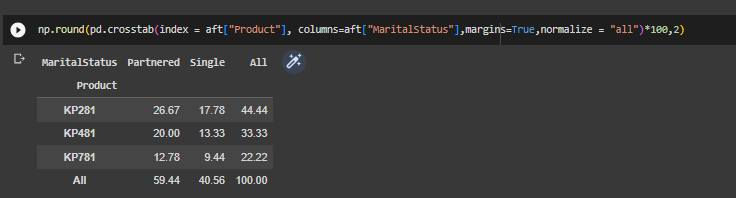 np.round(pd.crosstab(index = aft["Product"], columns=aft["MaritalStatus"],margins=True,normalize = "all")*100,2)
MaritalStatus Partnered Single All
Product
KP281 26.67 17.78 44.44
KP481 20.00 13.33 33.33
KP781 12.78 9.44 22.22
All 59.44 40.56 100.00